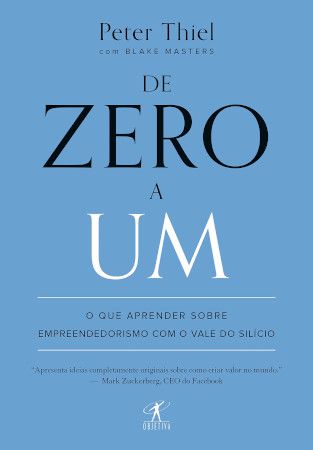 Peter Thiel
com BLAKE MASTERS
DE
ZERO
A
UM
O QUE APRENDER SOBRE
EMPREENDEDORISMO COM O VALE DO SILÍCIO
“Apresenta ideias completamente originais sobre como criar valor no mundo.”
— Mark Zuckerberg, CEO do Facebook
OBJETIVA